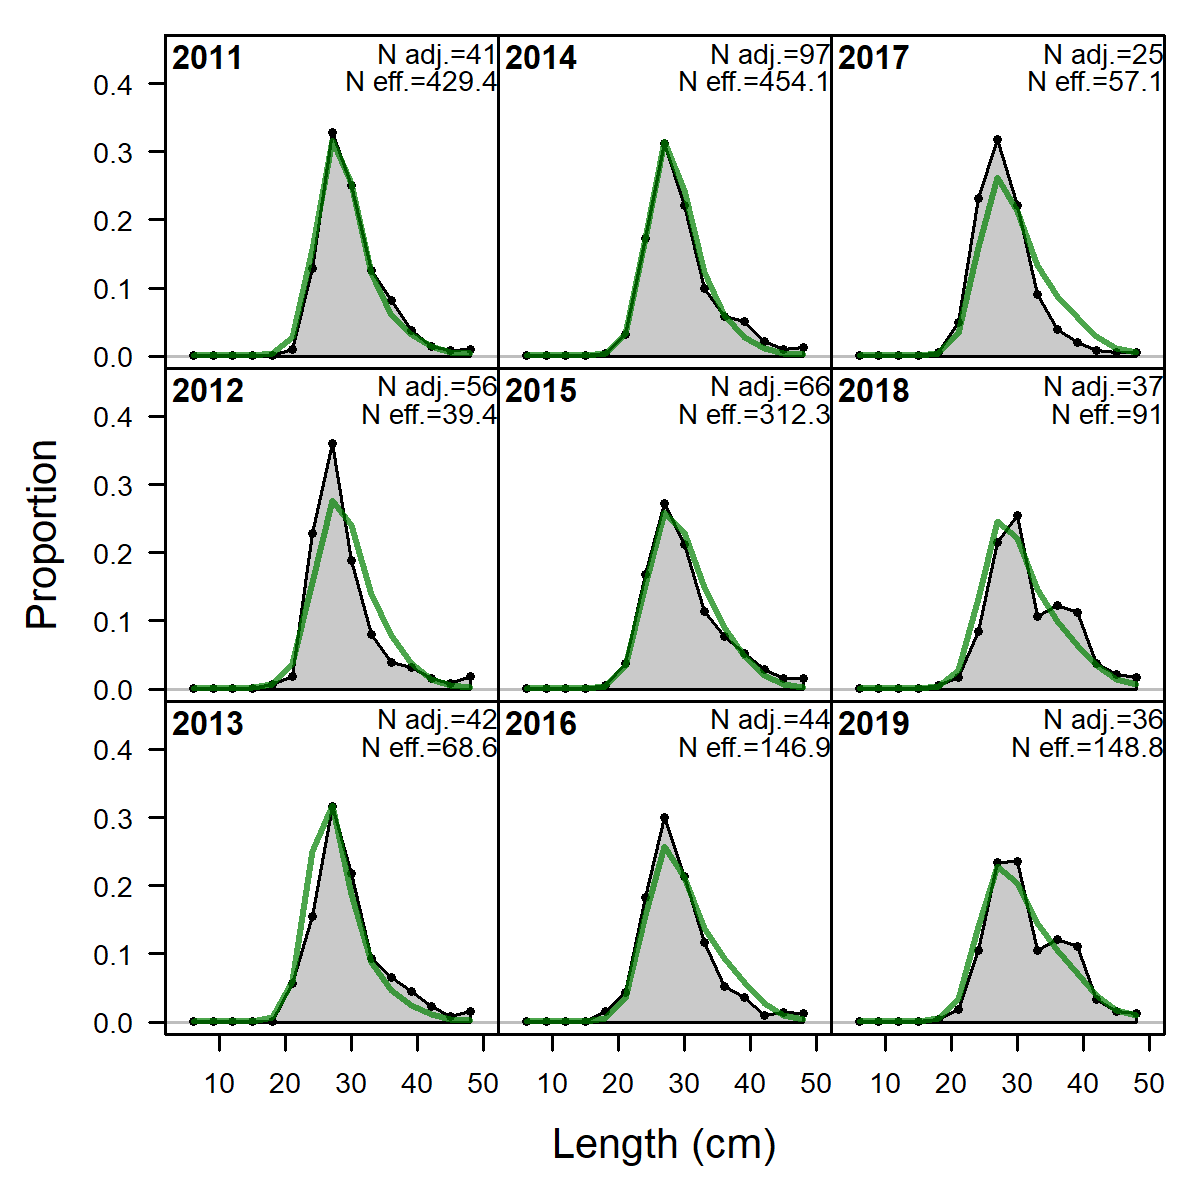 2011
N adj.=41
N eff.=429.4
2014
N adj.=97
N eff.=454.1
2017
N adj.=25
N eff.=57.1
0.4
0.3
0.2
0.1
0.0
2012
N adj.=56
N eff.=39.4
2015
N adj.=66
N eff.=312.3
2018
N adj.=37
N eff.=91
0.4
0.3
0.2
0.1
0.0
2013
N adj.=42
N eff.=68.6
2016
N adj.=44
N eff.=146.9
2019
N adj.=36
N eff.=148.8
0.4
0.3
0.2
0.1
0.0
10 20 30 40 50
10 20 30 40 50
10 20 30 40 50
Proportion
Length (cm)